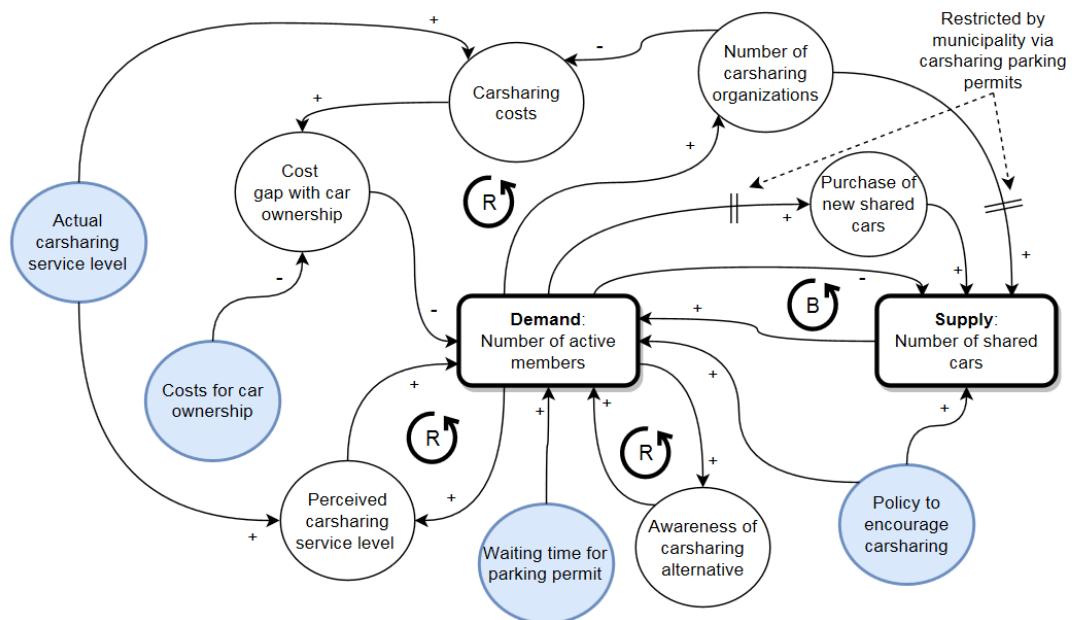 Restricted by
municipality via
carsharing parking
permits
+
-
Number of
carsharing
organizations
Carsharing
costs
+
Cost
gap with car
ownership
R
+
Purchase of
new shared
cars
+
Actual
carsharing
service level
-
-
+
+
+
-
B
Demand:
Number of active
members
Supply:
Number of shared
cars
Costs for car
ownership
+
R
+
R
+
+
+
+
+
Perceived
carsharing
service level
+
Waiting time for
parking permit
Awareness of
carsharing
alternative
Policy to
encourage
carsharing
+